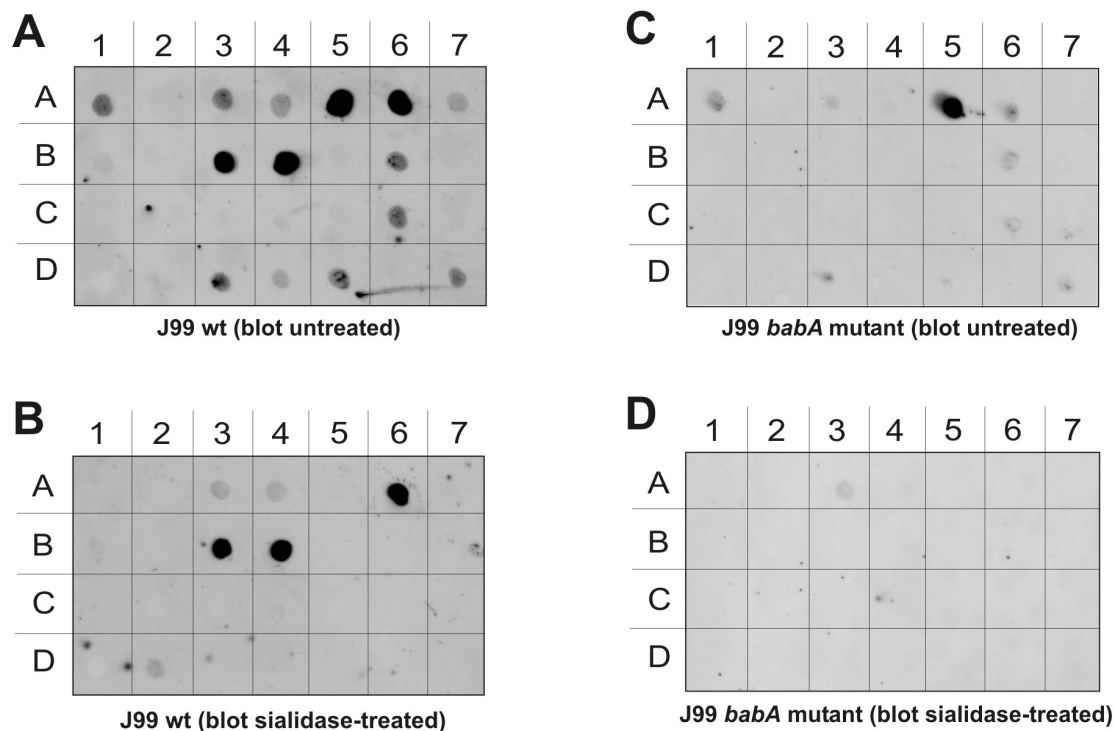 A
1 2 3 4 5 6 7
A
B
C
D
J99 wt (blot untreated)
C
1 2 3 4 5 6 7
A
B
C
D
J99 babA mutant (blot untreated)
B
1 2 3 4 5 6 7
A
B
C
D
J99 wt (blot sialidase-treated)
D
1 2 3 4 5 6 7
A
B
C
D
J99 babA mutant (blot sialidase-treated)